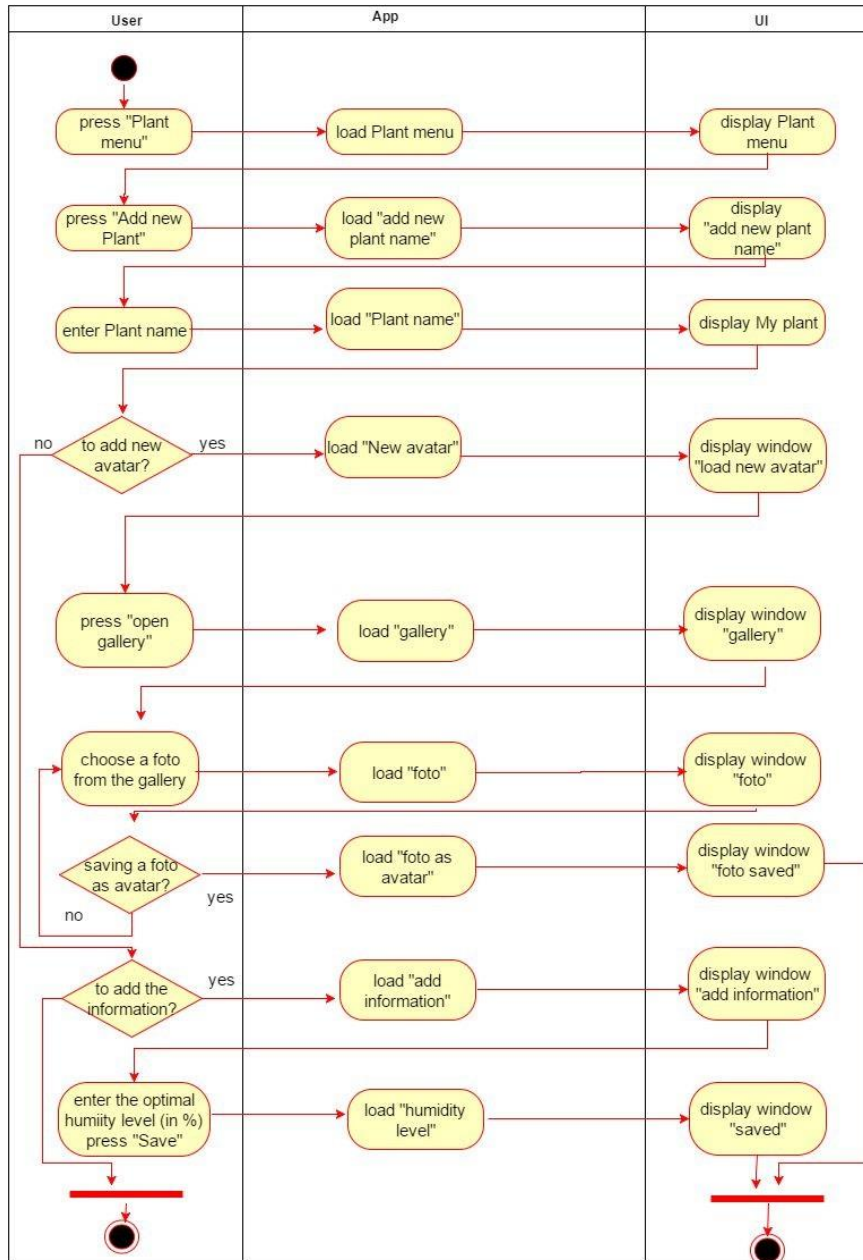 User
App
UI
press "Plant
menu"
load Plant menu
display Plant
menu
press "Add new
Plant"
load "add new
plant name"
display
"add new plant
name"
enter Plant name
load "Plant name"
display My plant
no
to add new
avatar?
yes
load "New avatar"
display window
"load new avatar"
press "open
gallery"
load "gallery"
display window
"gallery"
choose a foto
from the gallery
load "foto"
display window
"foto"
saving a foto
as avatar?
yes
no
load "foto as
avatar"
display window
"foto saved"
to add the
information?
yes
load "add
information"
display window
"add information"
enter the optimal
humiity level (in %)
press "Save"
load "humidity
level"
display window
"saved"